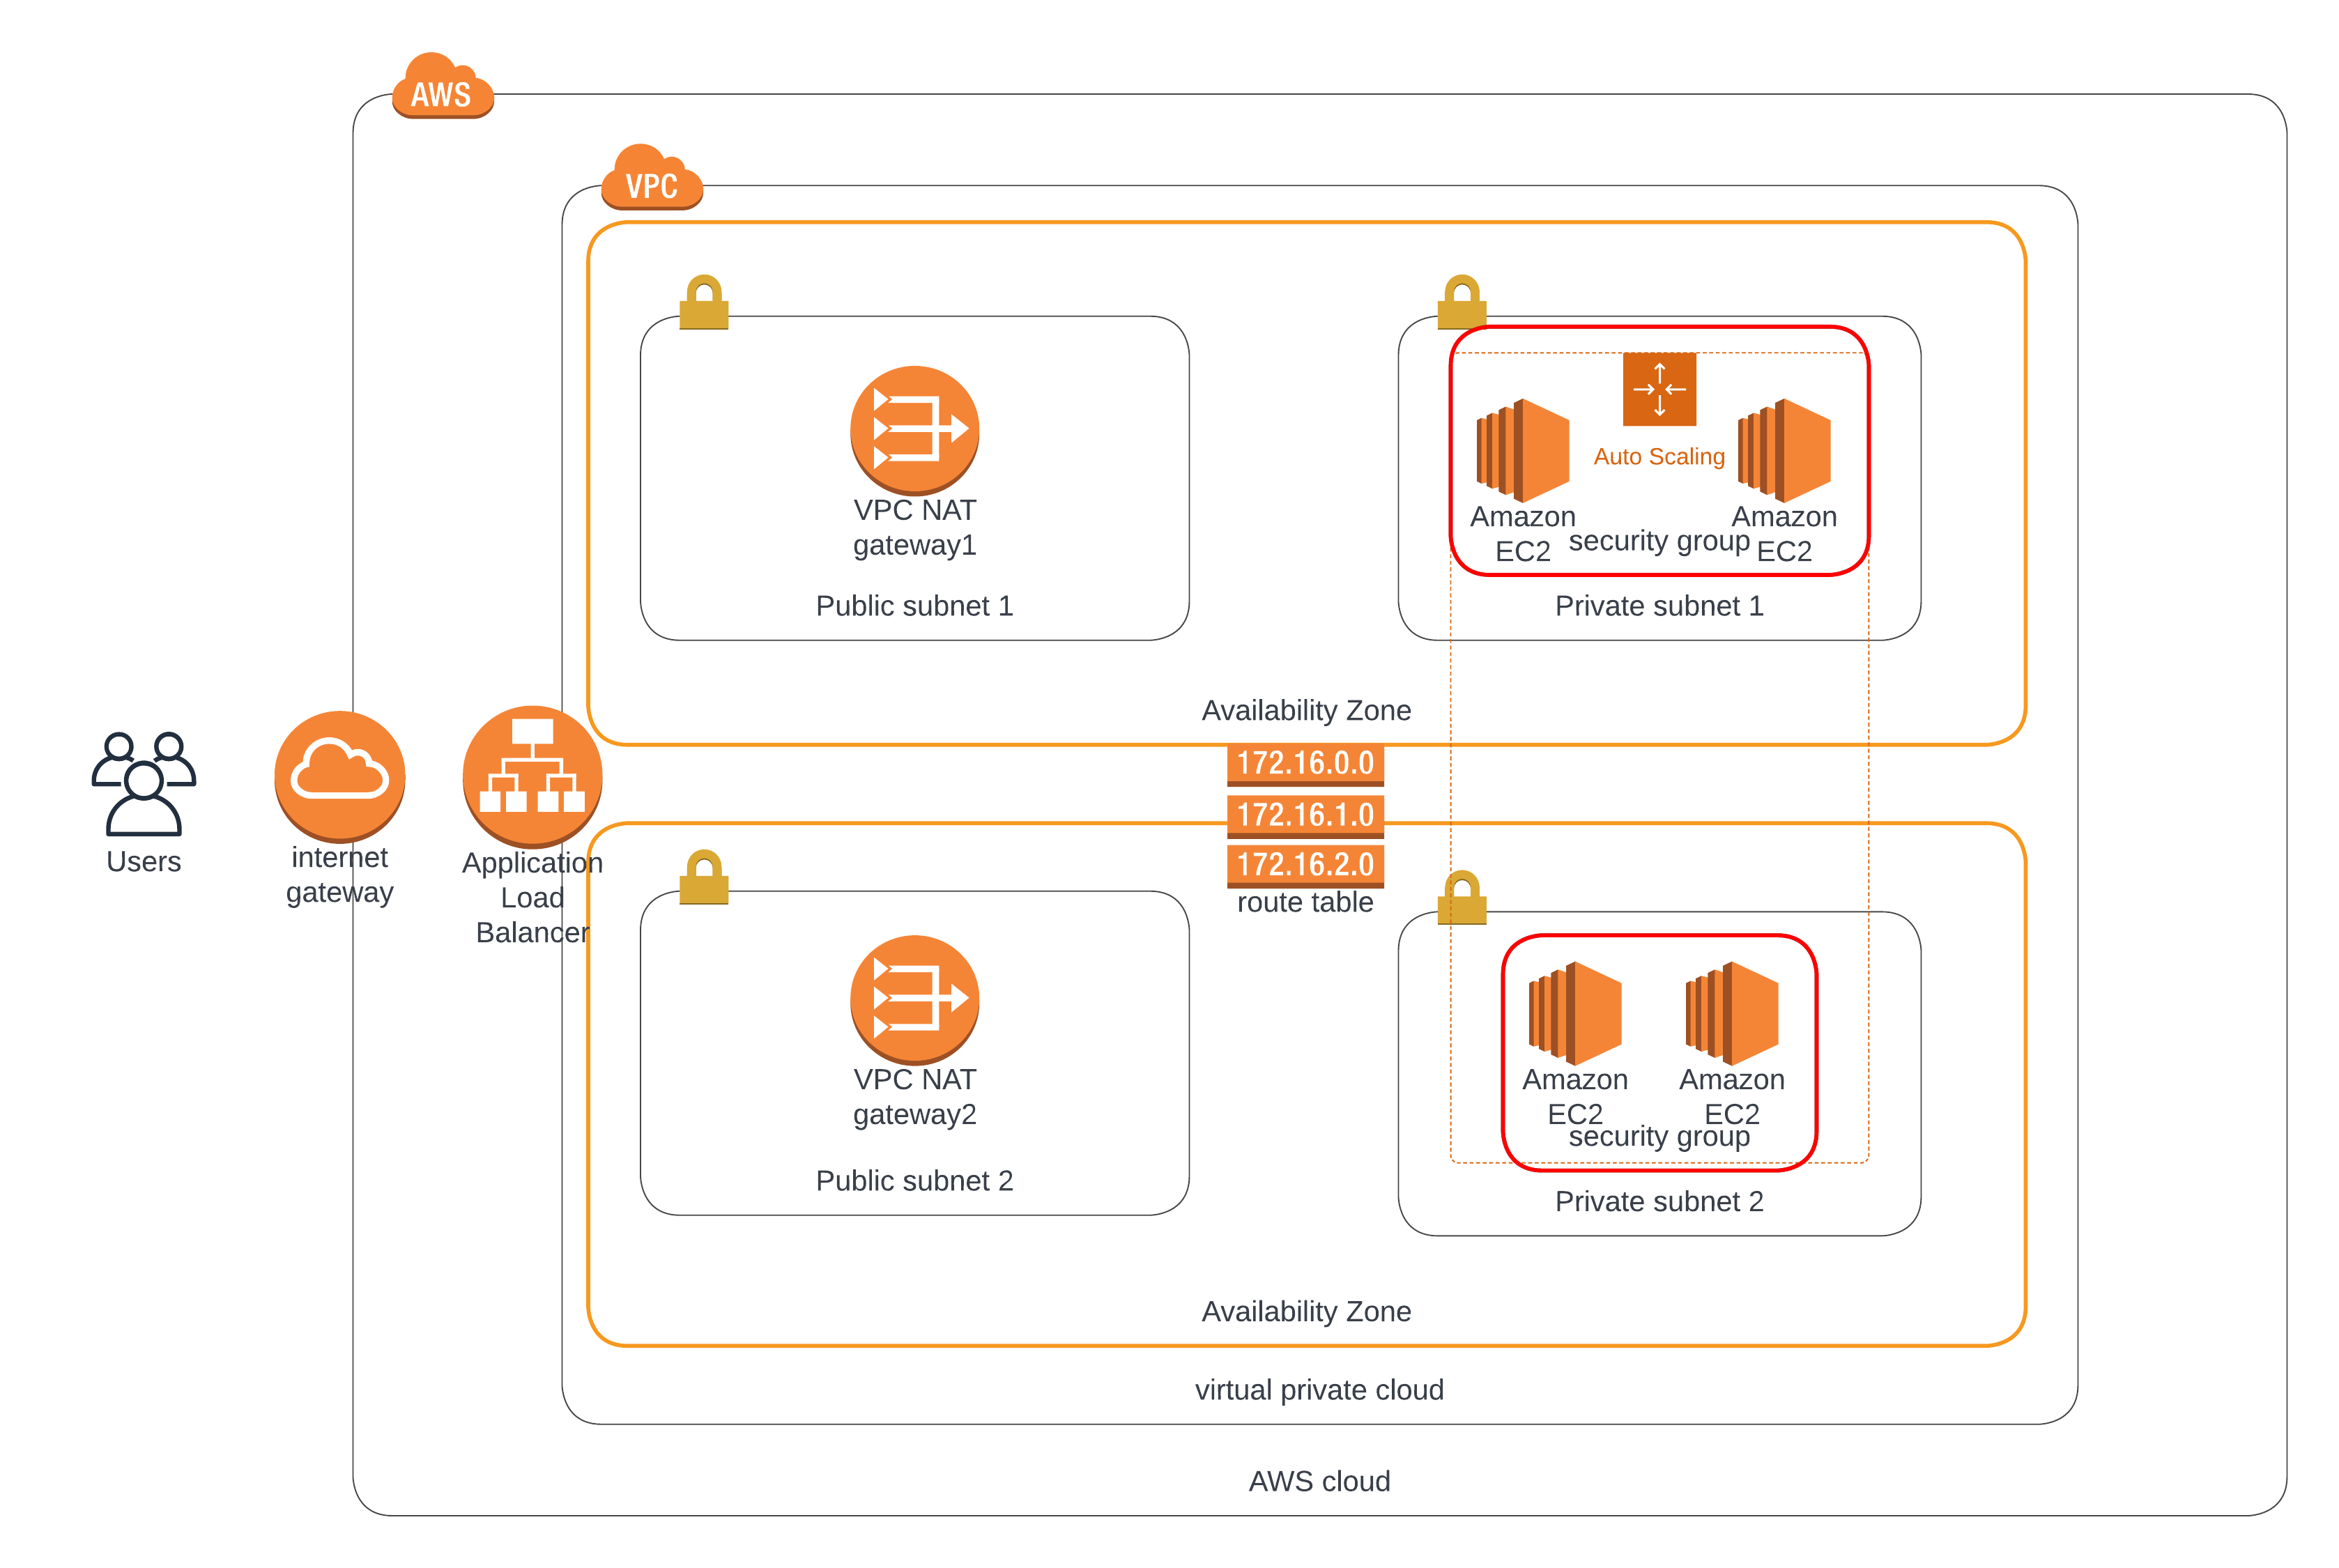 AWS
VPC
Auto Scaling
VPC NAT
gateway1
Amazon
EC2
Amazon
EC2
security group
Public subnet 1
Private subnet 1
Availability Zone
172.16.0.0
172.16.1.0
172.16.2.0
route table
Users
internet
gateway
Application
Load
Balancer
VPC NAT
gateway2
Amazon
EC2
Amazon
EC2
security group
Public subnet 2
Private subnet 2
Availability Zone
virtual private cloud
AWS cloud